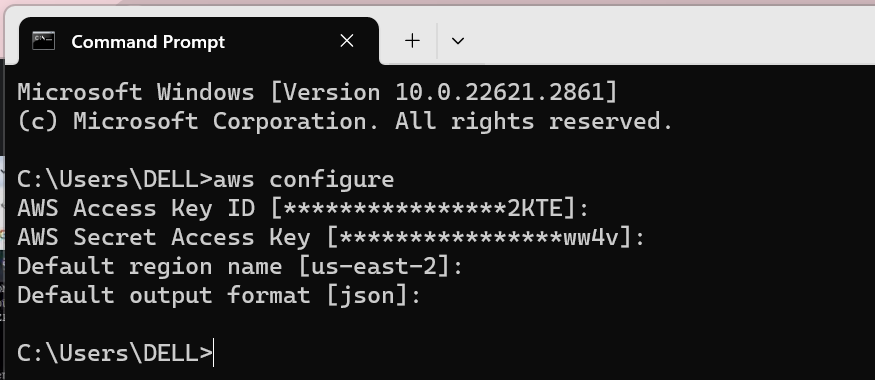 Command Prompt
Microsoft Windows [Version 10.0.22621.2861]
(c) Microsoft Corporation. All rights reserved.
C:\Users\DELL>aws configure
AWS Access Key ID [****************2KTE]:
AWS Secret Access Key [****************ww4v]:
Default region name [us-east-2]:
Default output format [json]:
C:\Users\DELL>